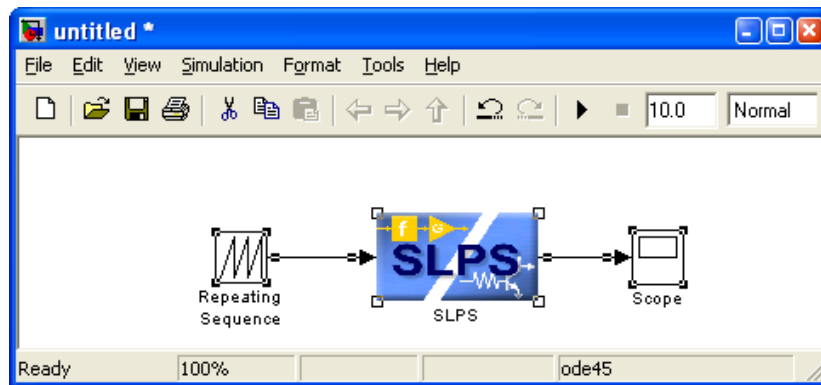 untitled *
File Edit View Simulation Format Tools Help
10.0 Normal
f G
SLPS
Repeating
Sequence
SLPS
Scope
Ready 100% ode45